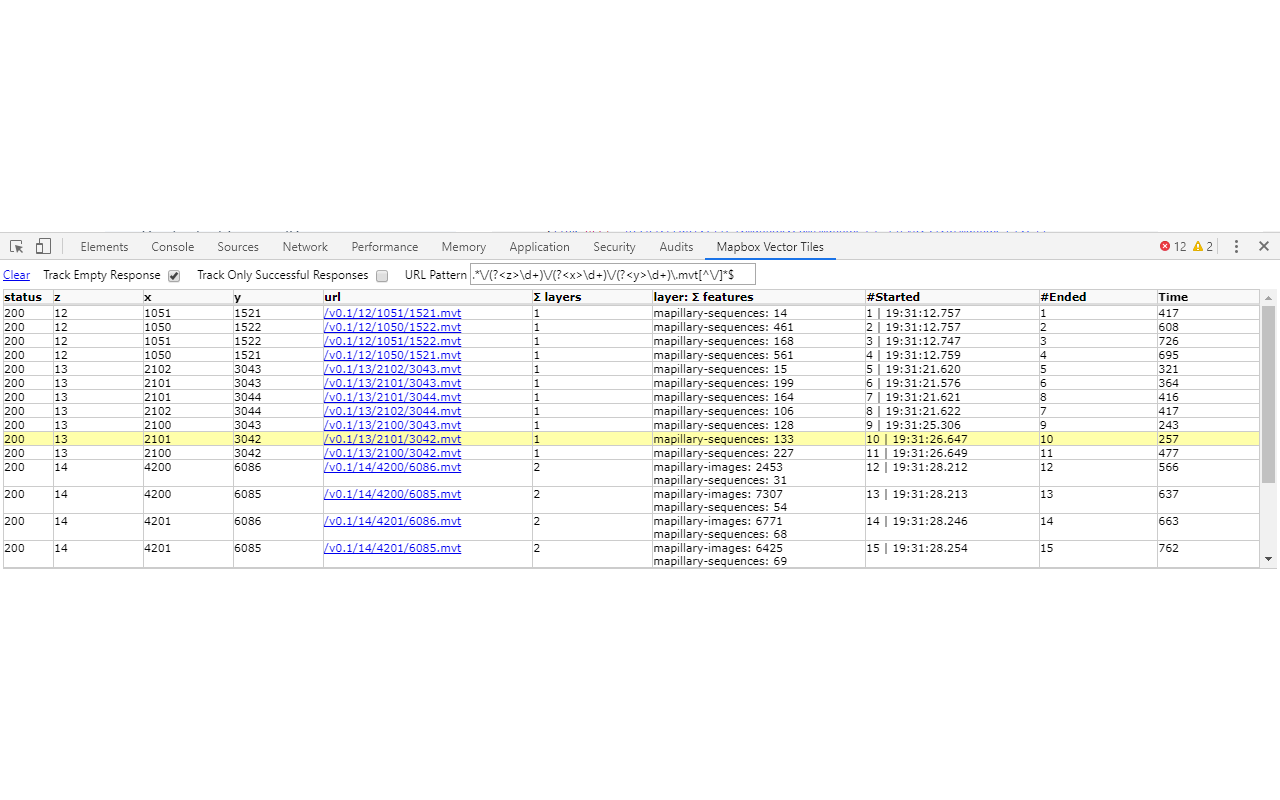 Elements Console Sources Network Performance Memory Application Security Audits Mapbox Vector Tiles 12 2
Clear Track Empty Response Track Only Successful Responses URL Pattern .*\/(?<z>\d+)\/(?<x>\d+)\/(?<y>\d+)\.mvt[^\/]*$
status z x y url Σ layers layer: Σ features #Started #Ended Time
200 12 1051 1521 /v0.1/12/1051/1521.mvt 1 mapillary-sequences: 14 1 | 19:31:12.757 1 417
200 12 1050 1522 /v0.1/12/1050/1522.mvt 1 mapillary-sequences: 461 2 | 19:31:12.757 2 608
200 12 1051 1522 /v0.1/12/1051/1522.mvt 1 mapillary-sequences: 168 3 | 19:31:12.747 3 726
200 12 1050 1521 /v0.1/12/1050/1521.mvt 1 mapillary-sequences: 561 4 | 19:31:12.759 4 695
200 13 2102 3043 /v0.1/13/2102/3043.mvt 1 mapillary-sequences: 15 5 | 19:31:21.620 5 321
200 13 2101 3043 /v0.1/13/2101/3043.mvt 1 mapillary-sequences: 199 6 | 19:31:21.576 6 364
200 13 2101 3044 /v0.1/13/2101/3044.mvt 1 mapillary-sequences: 164 7 | 19:31:21.621 8 416
200 13 2102 3044 /v0.1/13/2102/3044.mvt 1 mapillary-sequences: 106 8 | 19:31:21.622 7 417
200 13 2100 3043 /v0.1/13/2100/3043.mvt 1 mapillary-sequences: 128 9 | 19:31:25.306 9 243
200 13 2101 3042 /v0.1/13/2101/3042.mvt 1 mapillary-sequences: 133 10 | 19:31:26.647 10 257
200 13 2100 3042 /v0.1/13/2100/3042.mvt 1 mapillary-sequences: 227 11 | 19:31:26.649 11 477
200 14 4200 6086 /v0.1/14/4200/6086.mvt 2 mapillary-images: 2453 12 | 19:31:28.212 12 566
mapillary-sequences: 31
200 14 4200 6085 /v0.1/14/4200/6085.mvt 2 mapillary-images: 7307 13 | 19:31:28.213 13 637
mapillary-sequences: 54
200 14 4201 6086 /v0.1/14/4201/6086.mvt 2 mapillary-images: 6771 14 | 19:31:28.246 14 663
mapillary-sequences: 68
200 14 4201 6085 /v0.1/14/4201/6085.mvt 2 mapillary-images: 6425 15 | 19:31:28.254 15 762
mapillary-sequences: 69